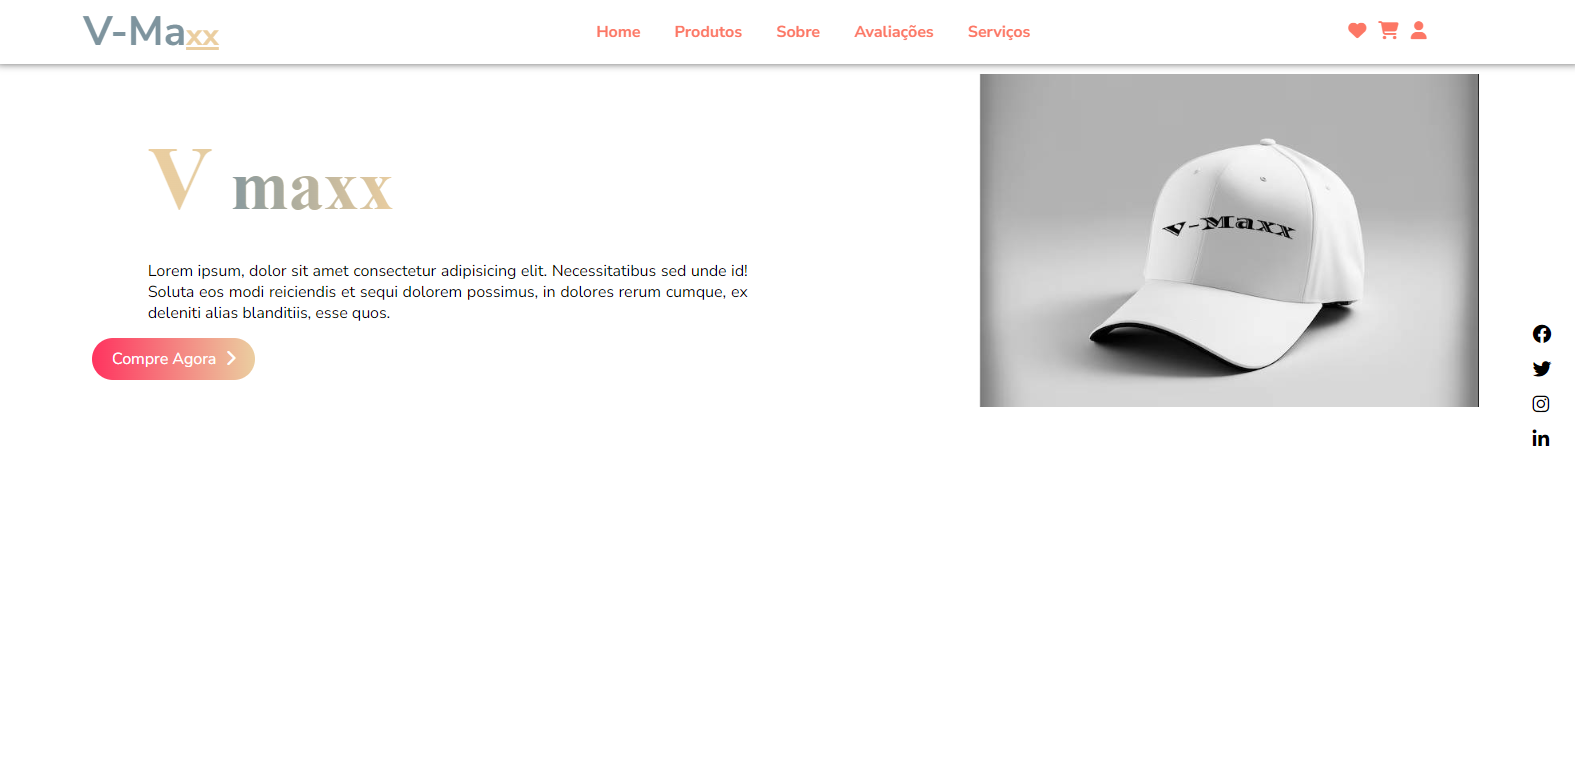 V-Maxx
Home Produtos Sobre Avaliações Serviços
V maxx
V-Maxx
Lorem ipsum, dolor sit amet consectetur adipisicing elit. Necessitatibus sed unde id!
Soluta eos modi reiciendis et sequi dolorem possimus, in dolores rerum cumque, ex
deleniti alias blanditiis, esse quos.
Compre Agora